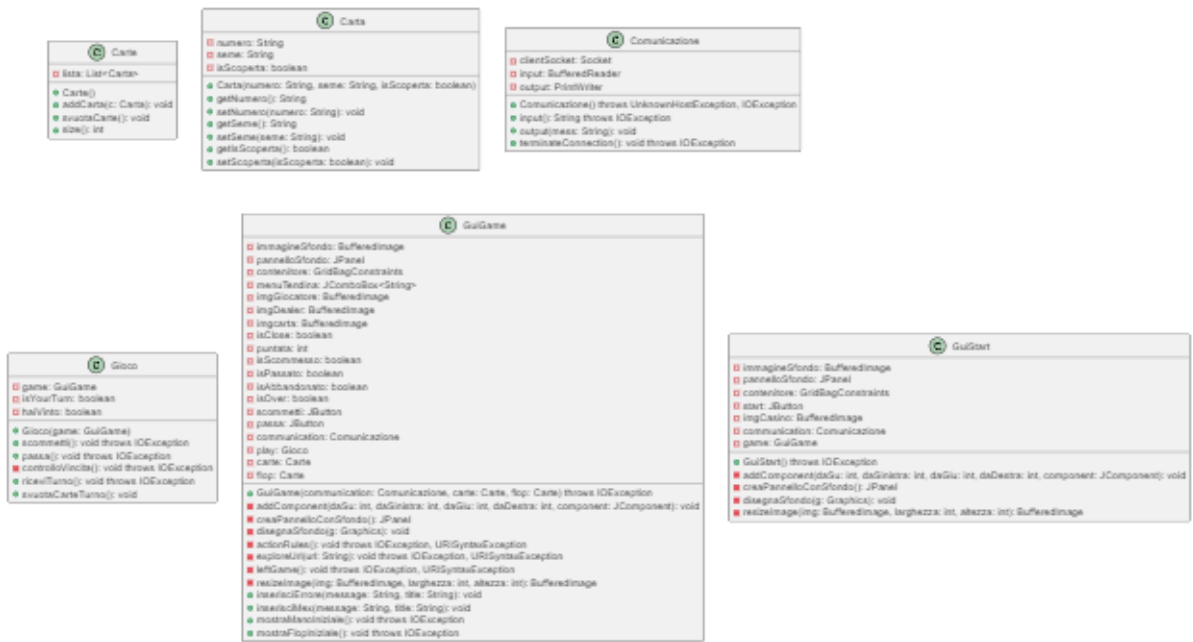 Carte
lista: List<Carta>
Carte()
addCarta(c: Carta): void
svuotaCarte(): void
size(): int
Carta
numero: String
seme: String
isScoperta: boolean
Carta(numero: String, seme: String, isScoperta: boolean)
getNumero(): String
setNumero(numero: String): void
getSeme(): String
setSeme(seme: String): void
getIsScoperta(): boolean
setScoperta(isScoperta: boolean): void
Comunicazione
clientSocket: Socket
input: BufferedReader
output: PrintWriter
Comunicazione() throws UnknownHostException, IOException
input(): String throws IOException
output(mess: String): void
terminateConnection(): void throws IOException
GuiGame
immagineSfondo: BufferedImage
pannelloSfondo: JPanel
contenitore: GridBagConstraints
menuTendina: JComboBox<String>
imgGiocatore: BufferedImage
imgDealer: BufferedImage
imgcarta: BufferedImage
isClose: boolean
puntata: int
isScommesso: boolean
isPassato: boolean
isAbbandonato: boolean
isOver: boolean
scommetti: JButton
passa: JButton
communication: Comunicazione
play: Gioco
carte: Carte
flop: Carte
GuiGame(communication: Comunicazione, carte: Carte, flop: Carte) throws IOException
addComponent(daSu: int, daSinistra: int, daGiu: int, daDestra: int, component: JComponent): void
creaPannelloConSfondo(): JPanel
disegnaSfondo(g: Graphics): void
actionRules(): void throws IOException, URISyntaxException
exploreUrl(url: String): void throws IOException, URISyntaxException
leftGame(): void throws IOException, URISyntaxException
resizeImage(img: BufferedImage, larghezza: int, altezza: int): BufferedImage
inserisciErrore(message: String, title: String): void
inserisciMex(message: String, title: String): void
mostraManoIniziale(): void throws IOException
mostraFlopIniziale(): void throws IOException
Gioco
game: GuiGame
isYourTurn: boolean
haiVinto: boolean
Gioco(game: GuiGame)
scommetti(): void throws IOException
passa(): void throws IOException
controlloVincita(): void throws IOException
riceviTurno(): void throws IOException
svuotaCarteTurno(): void
GuiStart
immagineSfondo: BufferedImage
pannelloSfondo: JPanel
contenitore: GridBagConstraints
start: JButton
imgCasino: BufferedImage
communication: Comunicazione
game: GuiGame
GuiStart() throws IOException
addComponent(daSu: int, daSinistra: int, daGiu: int, daDestra: int, component: JComponent): void
creaPannelloConSfondo(): JPanel
disegnaSfondo(g: Graphics): void
resizeImage(img: BufferedImage, larghezza: int, altezza: int): BufferedImage